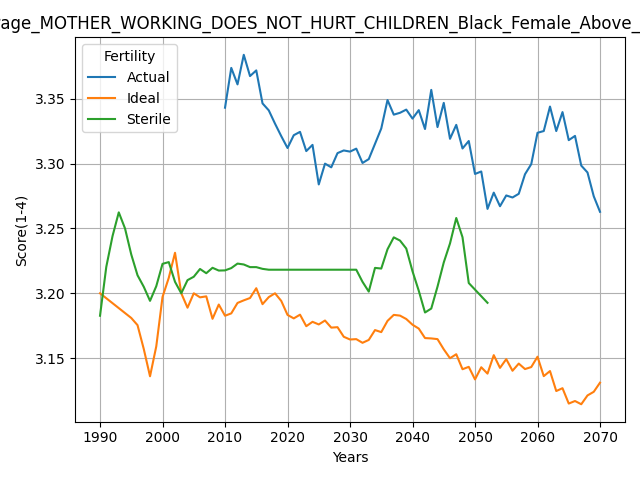 rage_MOTHER_WORKING_DOES_NOT_HURT_CHILDREN_Black_Female_Above_
Fertility
Actual
Ideal
Sterile
Score(1-4)
3.35
3.30
3.25
3.20
3.15
1990 2000 2010 2020 2030 2040 2050 2060 2070
Years